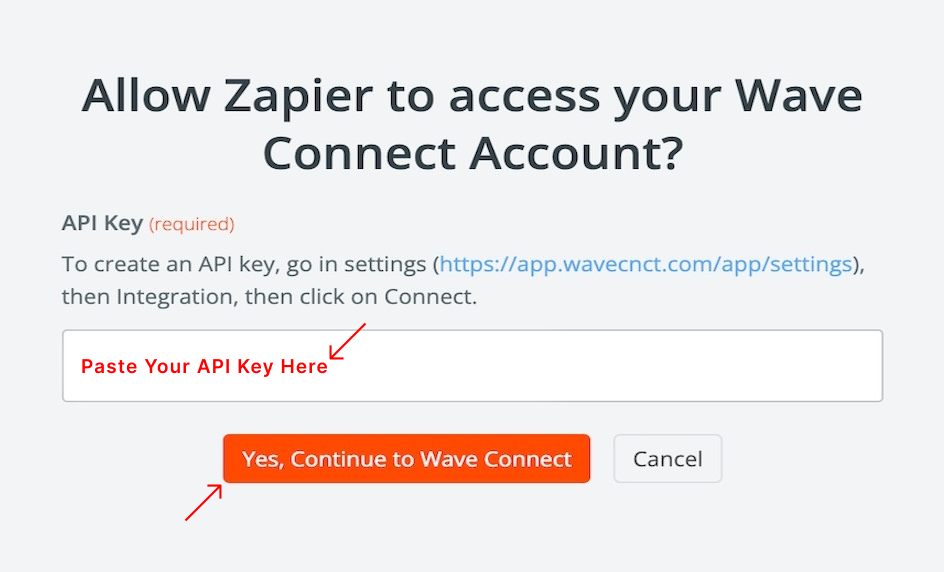 Allow Zapier to access your Wave
Connect Account?
API Key (required)
To create an API key, go in settings (https://app.wavecnct.com/app/settings),
then Integration, then click on Connect.
Paste Your API Key Here
Yes, Continue to Wave Connect
Cancel